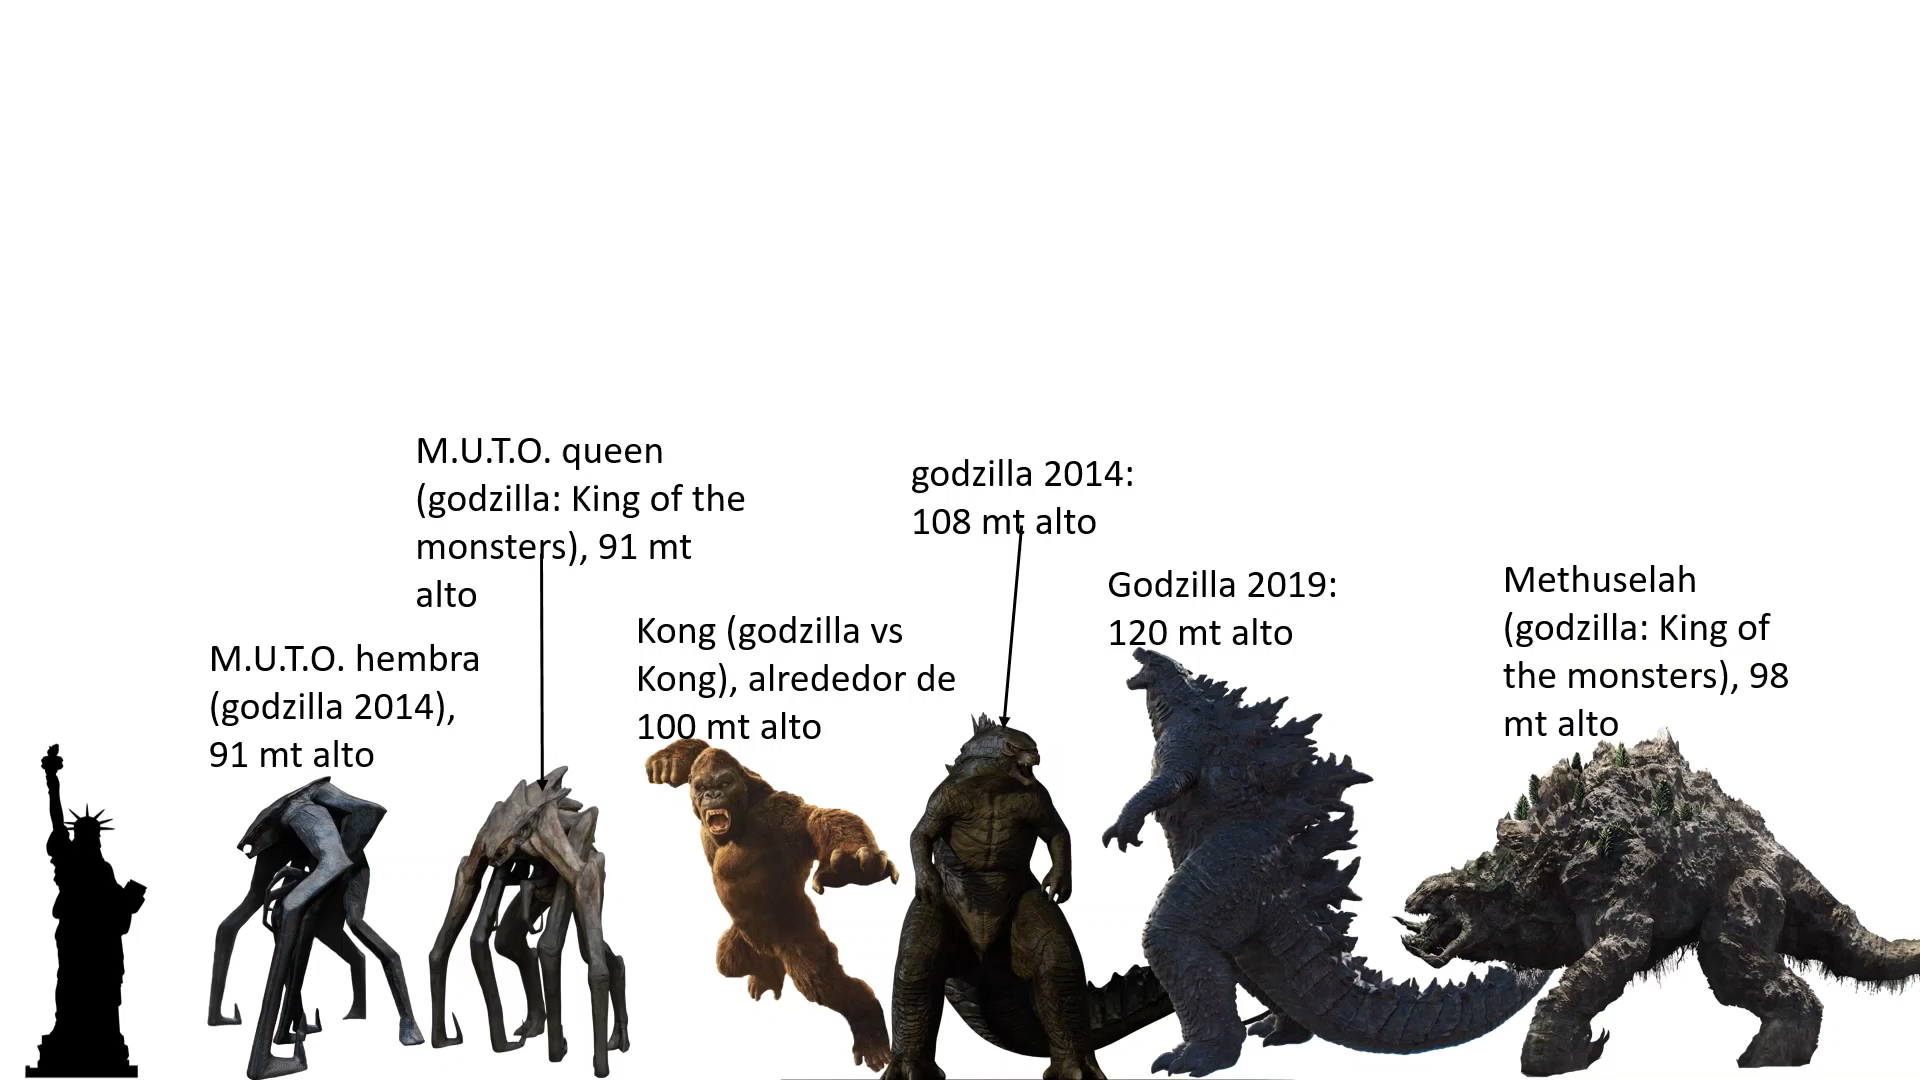 M.U.T.O. hembra
(godzilla 2014),
91 mt alto
M.U.T.O. queen
(godzilla: King of the
monsters), 91 mt
alto
Kong (godzilla vs
Kong), alrededor de
100 mt alto
godzilla 2014:
108 mt alto
Godzilla 2019:
120 mt alto
Methuselah
(godzilla: King of
the monsters), 98
mt alto